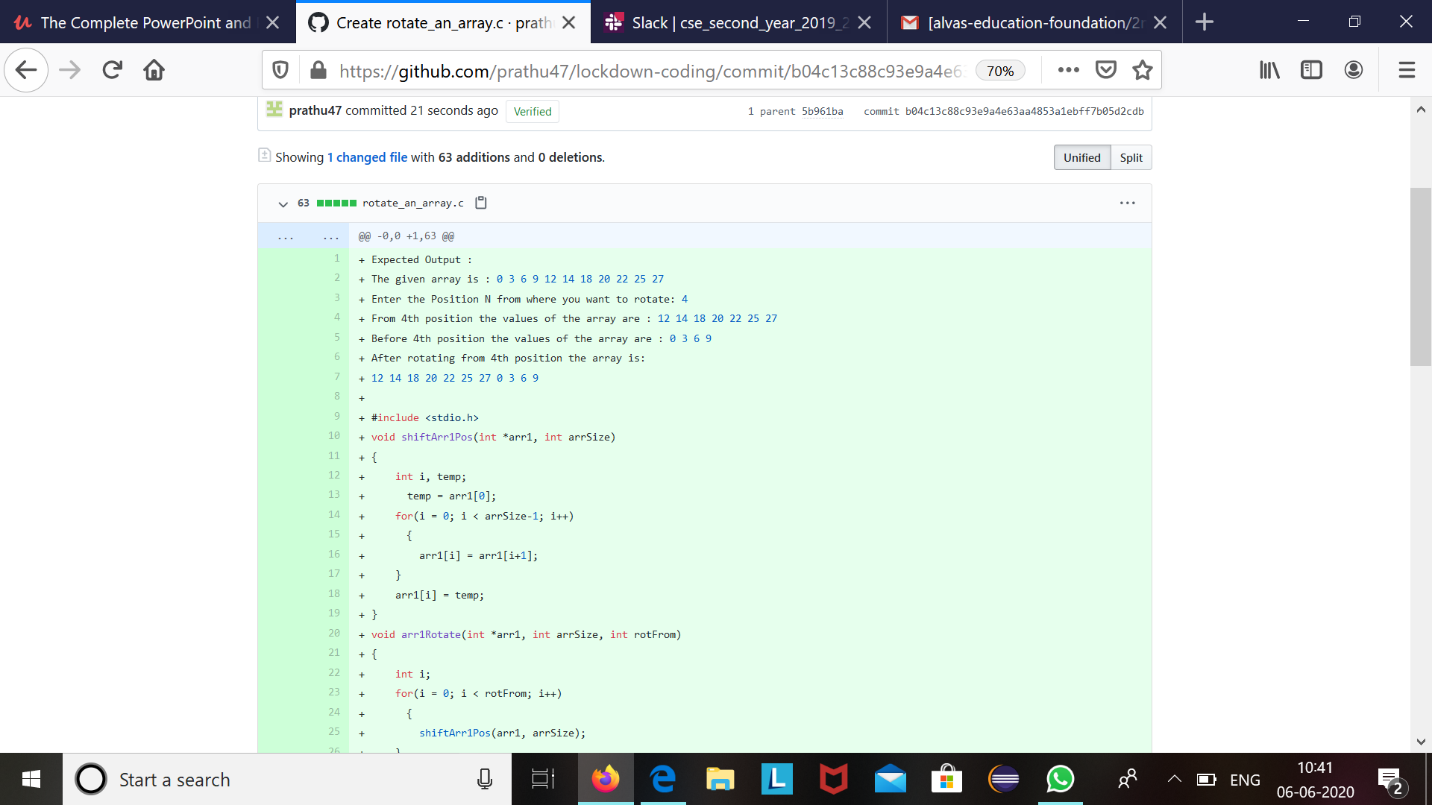 The Complete PowerPoint and
Create rotate_an_array.c · prath
Slack | cse_second_year_2019_2
[alvas-education-foundation/2n
https://github.com/prathu47/lockdown-coding/commit/b04c13c88c93e9a4e6
70%
prathu47 committed 21 seconds ago Verified 1 parent 5b961ba commit b04c13c88c93e9a4e63aa4853a1ebff7b05d2cdb
Showing 1 changed file with 63 additions and 0 deletions. Unified Split
63 rotate_an_array.c
... ... @@ -0,0 +1,63 @@
1 + Expected Output :
2 + The given array is : 0 3 6 9 12 14 18 20 22 25 27
3 + Enter the Position N from where you want to rotate: 4
4 + From 4th position the values of the array are : 12 14 18 20 22 25 27
5 + Before 4th position the values of the array are : 0 3 6 9
6 + After rotating from 4th position the array is:
7 + 12 14 18 20 22 25 27 0 3 6 9
8 +
9 + #include <stdio.h>
10 + void shiftArr1Pos(int *arr1, int arrSize)
11 + {
12 + int i, temp;
13 + temp = arr1[0];
14 + for(i = 0; i < arrSize-1; i++)
15 + {
16 + arr1[i] = arr1[i+1];
17 + }
18 + arr1[i] = temp;
19 + }
20 + void arr1Rotate(int *arr1, int arrSize, int rotFrom)
21 + {
22 + int i;
23 + for(i = 0; i < rotFrom; i++)
24 + {
25 + shiftArr1Pos(arr1, arrSize);
26 + }
Start a search
ENG
10:41
06-06-2020
2